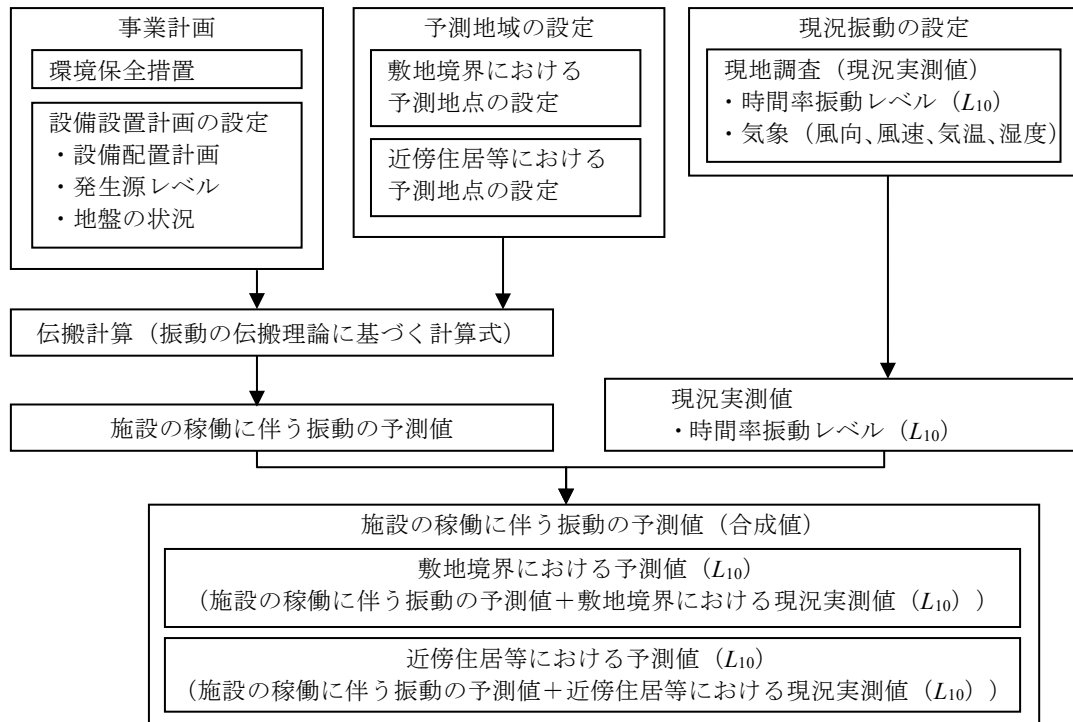 事業計画
環境保全措置
設備設置計画の設定
・設備配置計画
・発生源レベル
・地盤の状況
予測地域の設定
敷地境界における
予測地点の設定
近傍住居等における
予測地点の設定
現況振動の設定
現地調査（現況実測値）
・時間率振動レベル（L10）
・気象（風向、風速、気温、湿度）
伝搬計算（振動の伝搬理論に基づく計算式）
施設の稼働に伴う振動の予測値
現況実測値
・時間率振動レベル（L10）
施設の稼働に伴う振動の予測値（合成値）
敷地境界における予測値（L10）
（施設の稼働に伴う振動の予測値＋敷地境界における現況実測値（L10））
近傍住居等における予測値（L10）
（施設の稼働に伴う振動の予測値＋近傍住居等における現況実測値（L10））